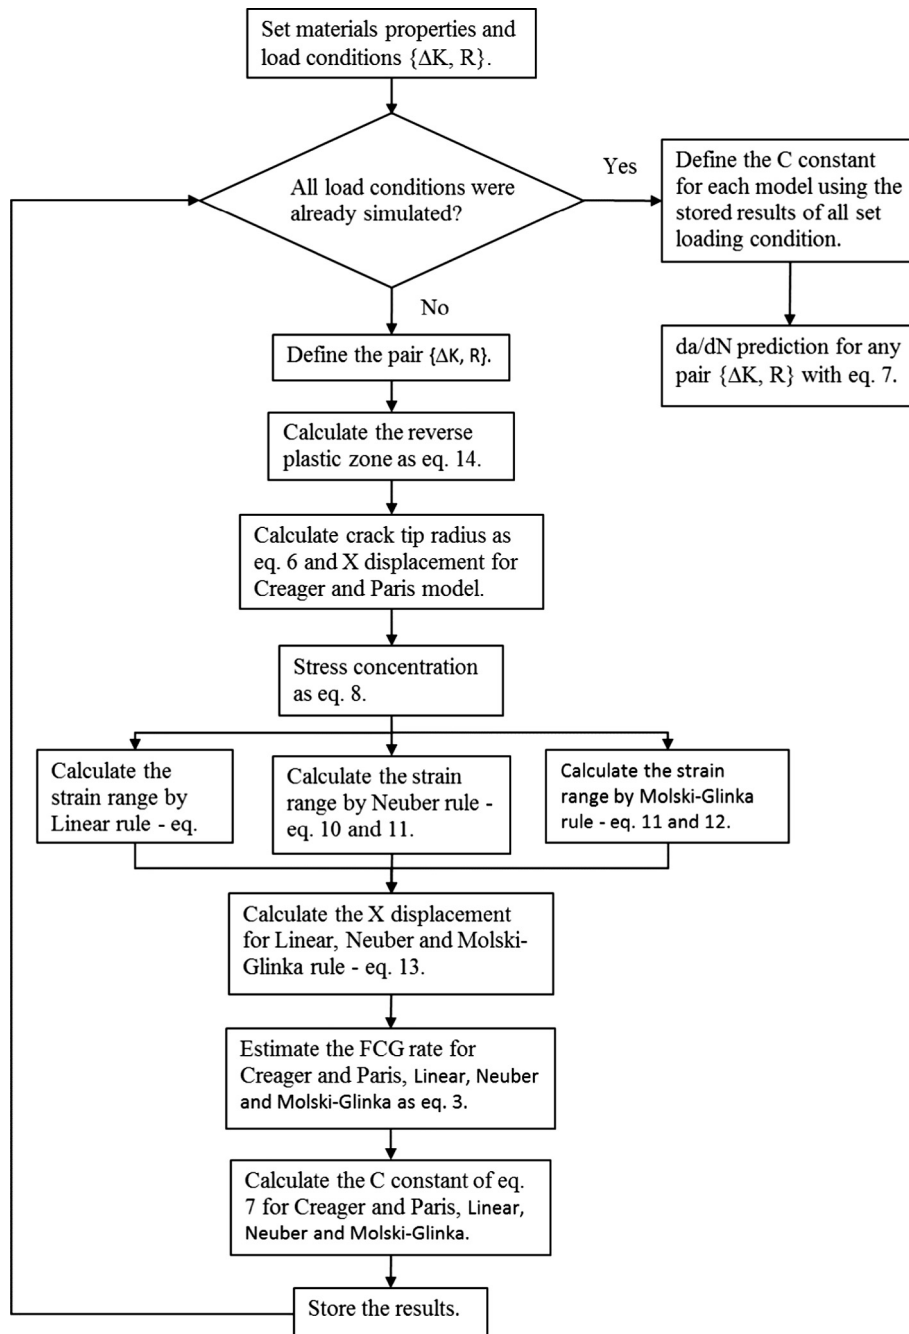 Set materials properties and
load conditions {ΔK, R}.
All load conditions were
already simulated?
Yes
Define the C constant
for each model using the
stored results of all set
loading condition.
No
da/dN prediction for any
pair {ΔK, R} with eq. 7.
Define the pair {ΔK, R}.
Calculate the reverse
plastic zone as eq. 14.
Calculate crack tip radius as
eq. 6 and X displacement for
Creager and Paris model.
Stress concentration
as eq. 8.
Calculate the
strain range by
Linear rule - eq.
Calculate the strain
range by Neuber rule -
eq. 10 and 11.
Calculate the strain
range by Molski-Glinka
rule - eq. 11 and 12.
Calculate the X displacement
for Linear, Neuber and Molski-
Glinka rule - eq. 13.
Estimate the FCG rate for
Creager and Paris, Linear, Neuber
and Molski-Glinka as eq. 3.
Calculate the C constant of eq.
7 for Creager and Paris, Linear,
Neuber and Molski-Glinka.
Store the results.